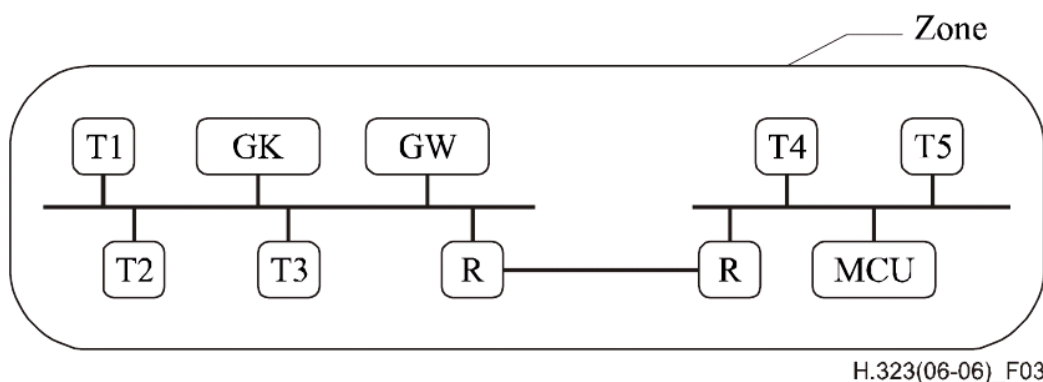 Zone
T1 GK GW T4 T5
T2 T3 R R MCU
H.323(06-06)_F03